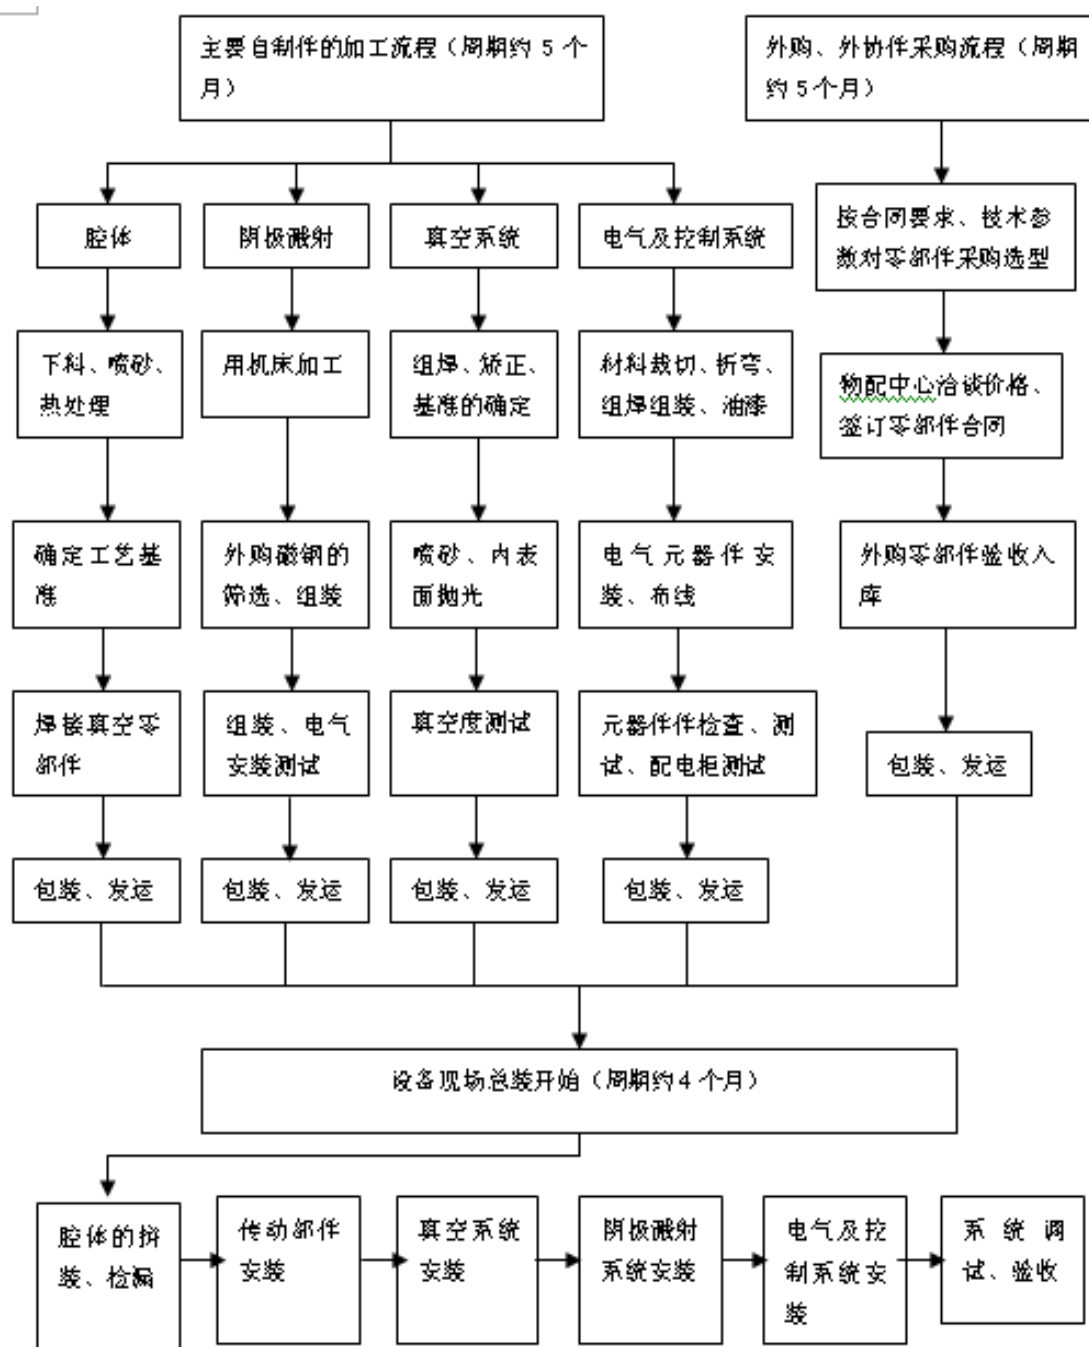 主要自制件的加工流程（周期约5个
月）
外购、外协件采购流程（周期
约5个月）
腔体
阴极溅射
真空系统
电气及控制系统
按合同要求、技术参
数对零部件采购选型
下料、喷砂、
热处理
用机床加工
组焊、矫正、
基准的确定
材料裁切、折弯、
组焊组装、油漆
物配中心洽谈价格、
签订零部件合同
确定工艺基
准
外购磁钢的
筛选、组装
喷砂、内表
面抛光
电气元器件安
装、布线
外购零部件验收入
库
焊接真空零
部件
组装、电气
安装测试
真空度测试
元器件件检查、测
试、配电柜测试
包装、发运
包装、发运
包装、发运
包装、发运
包装、发运
设备现场总装开始（周期约4个月）
腔体的拼
装、检漏
传动部件
安装
真空系统
安装
阴极溅射
系统安装
电气及控
制系统安
装
系统调
试、验收